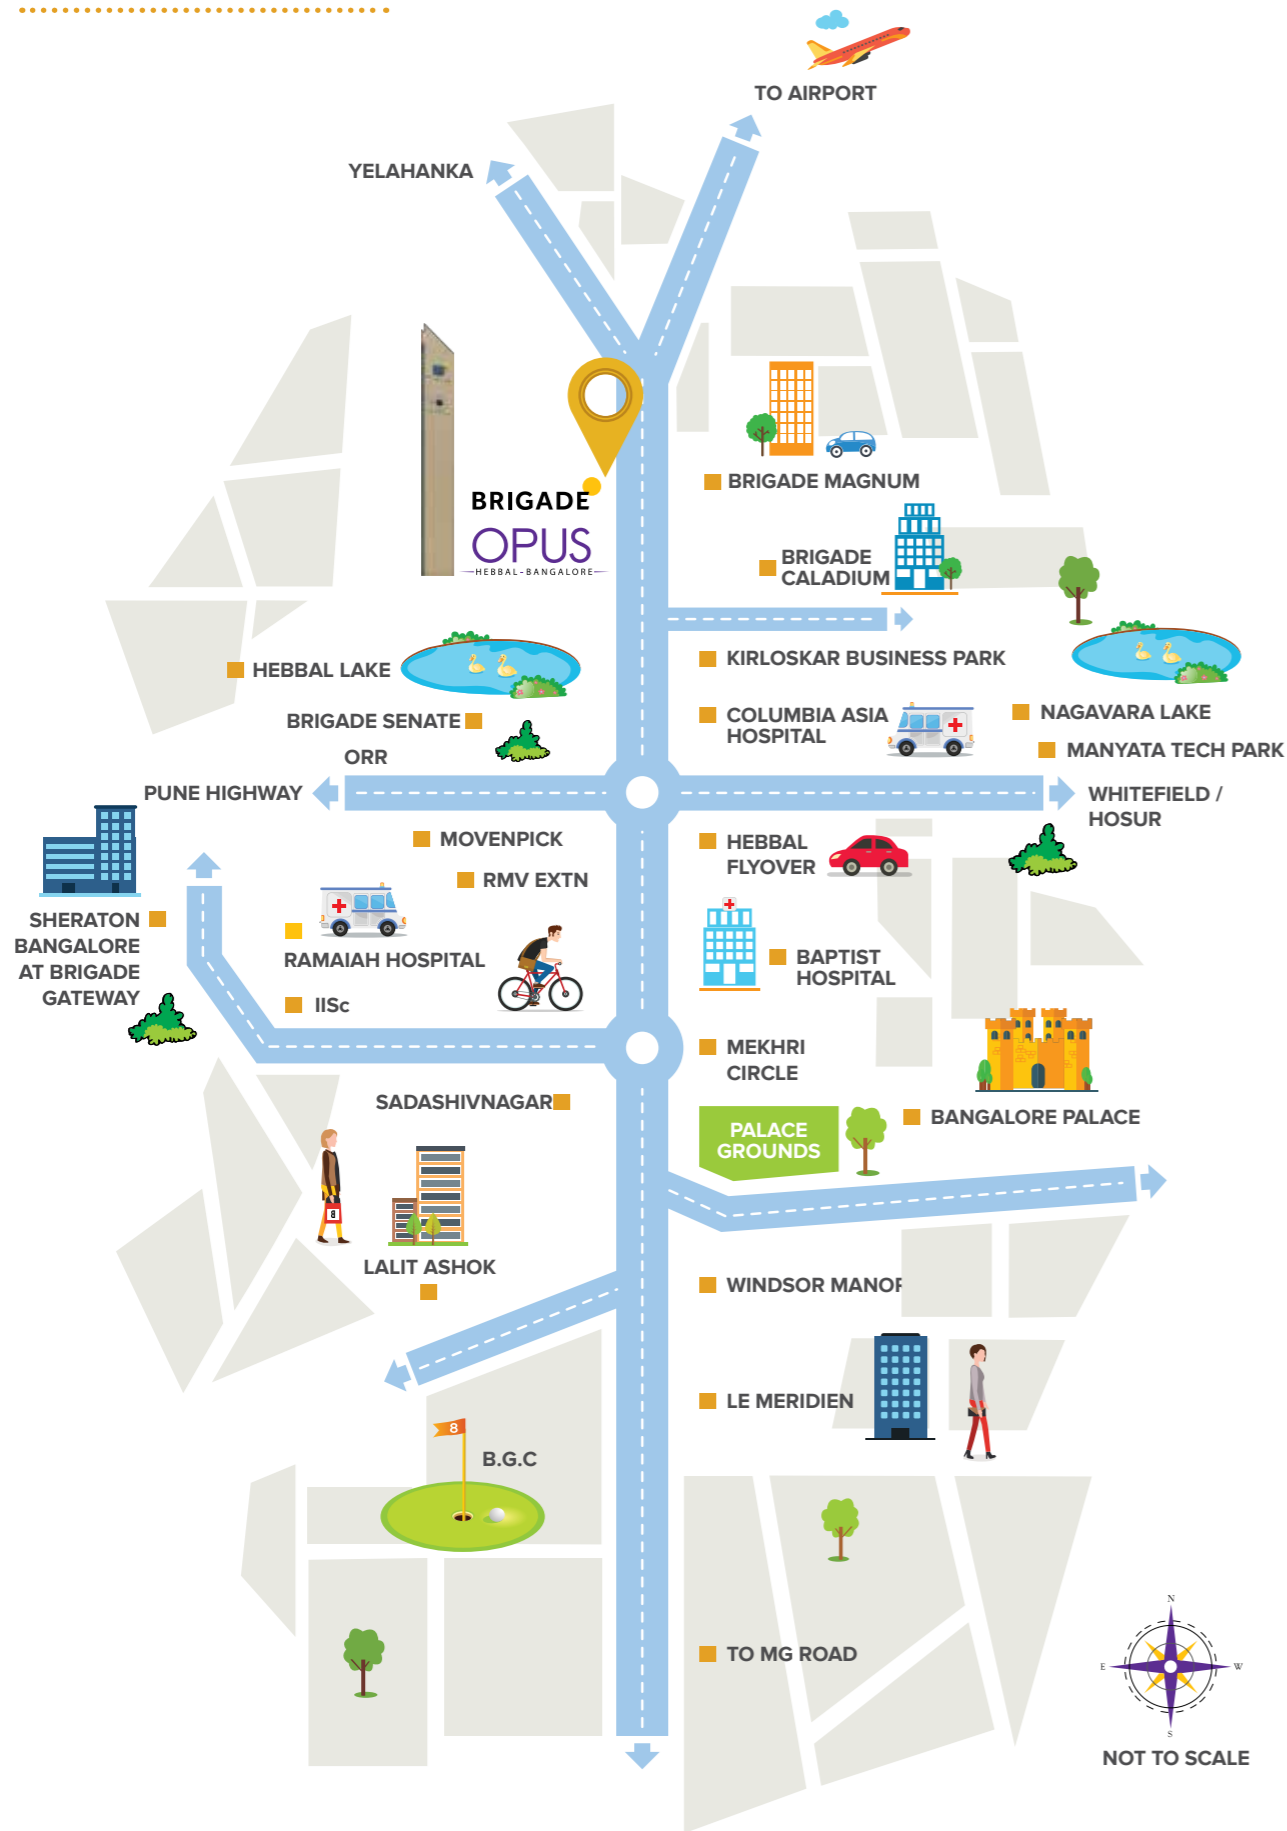 TO AIRPORT
YELAHANKA
BRIGADE MAGNUM
BRIGADE
OPUS
HEBBAL-BANGALORE
BRIGADE
CALADIUM
HEBBAL LAKE
KIRLOSKAR BUSINESS PARK
BRIGADE SENATE
COLUMBIA ASIA
HOSPITAL
NAGAVARA LAKE
MANYATA TECH PARK
ORR
PUNE HIGHWAY
WHITEFIELD /
HOSUR
MOVENPICK
HEBBAL
FLYOVER
RMV EXTN
SHERATON
BANGALORE
AT BRIGADE
GATEWAY
RAMAIAH HOSPITAL
BAPTIST
HOSPITAL
IISc
MEKHRI
CIRCLE
SADASHIVNAGAR
BANGALORE PALACE
PALACE
GROUNDS
B
LALIT ASHOK
WINDSOR MANOR
LE MERIDIEN
8
B.G.C
TO MG ROAD
N
E
W
S
NOT TO SCALE